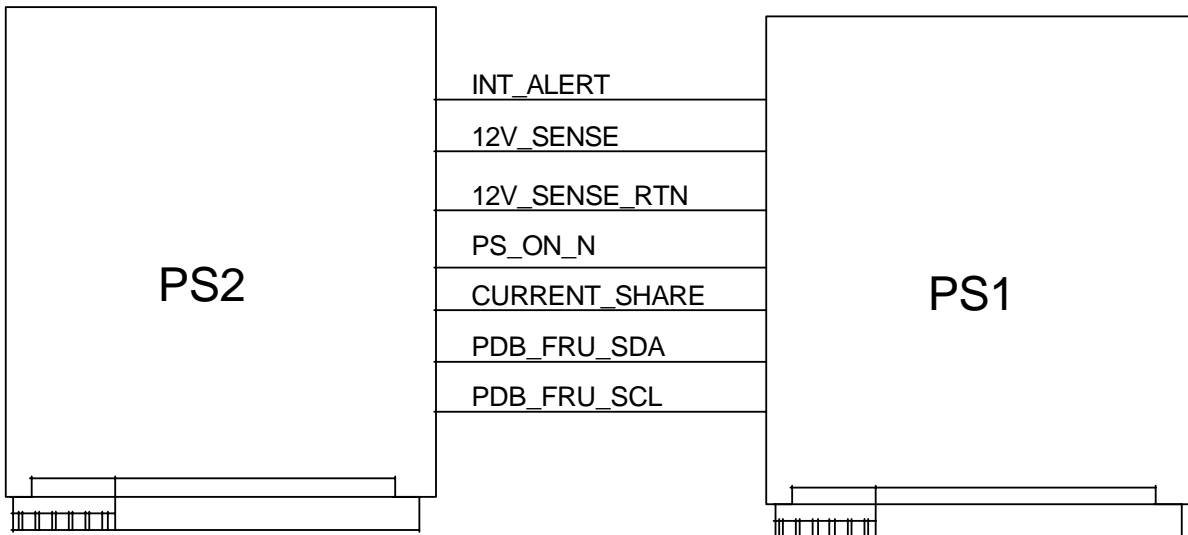 INT_ALERT
12V_SENSE
12V_SENSE_RTN
PS_ON_N
PS2
CURRENT_SHARE
PS1
PDB_FRU_SDA
PDB_FRU_SCL